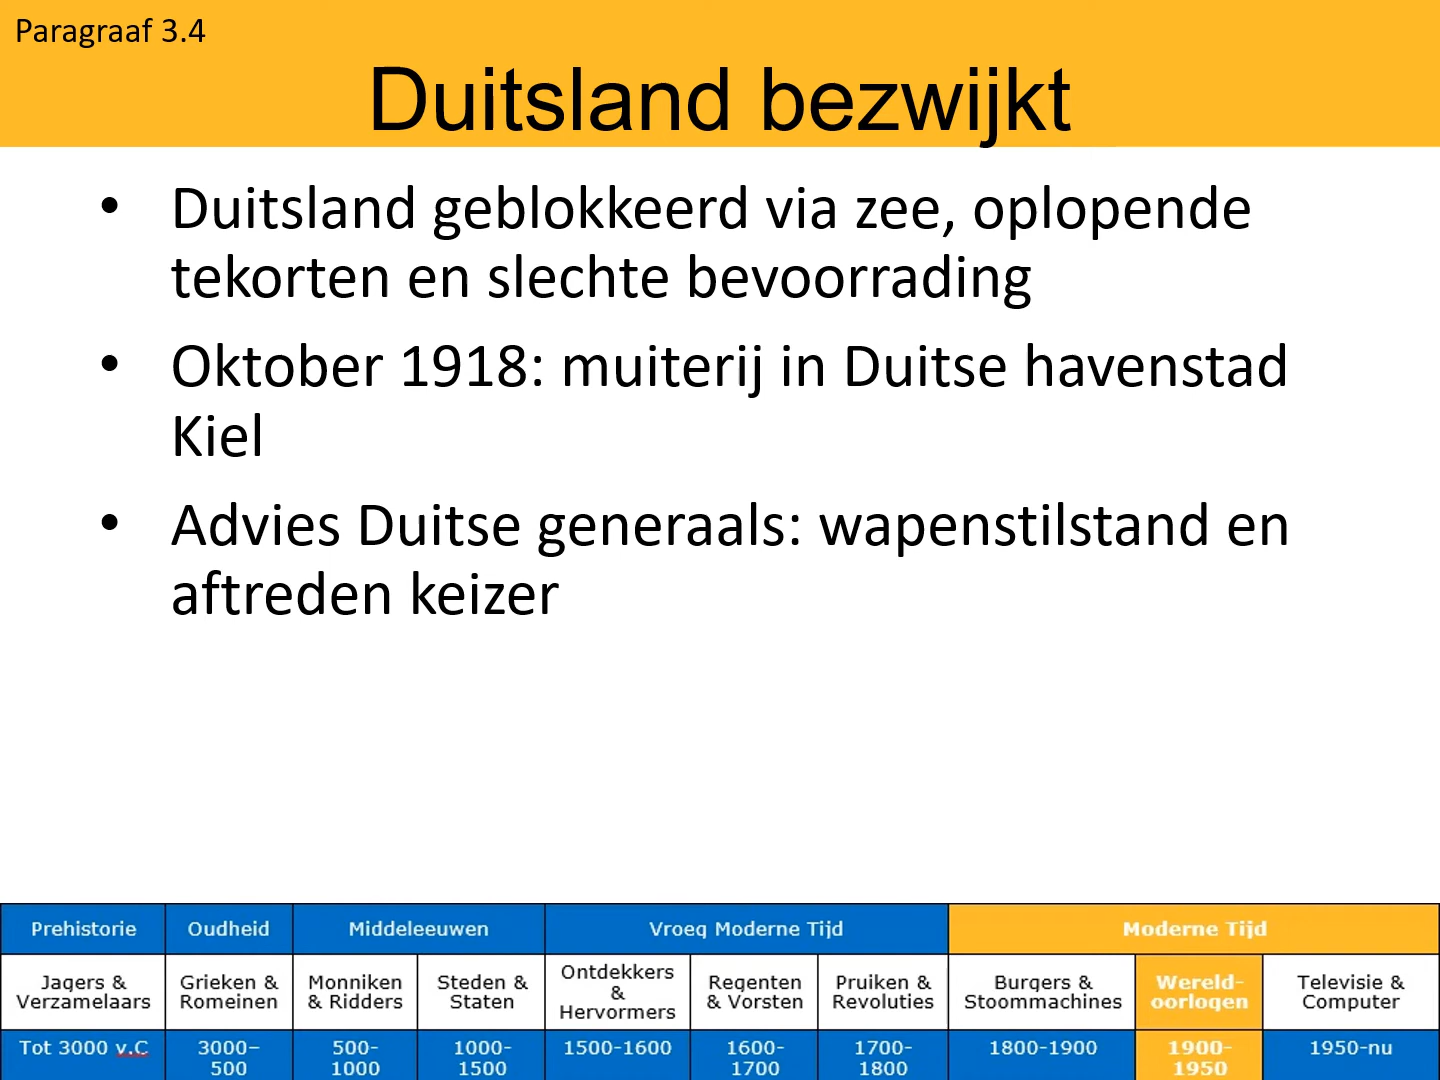 Paragraaf 3.4
Duitsland bezwijkt
• Duitsland geblokkeerd via zee, oplopende
tekorten en slechte bevoorrading
• Oktober 1918: muiterij in Duitse havenstad
Kiel
• Advies Duitse generaals: wapenstilstand en
aftreden keizer
Prehistorie Oudheid Middeleeuwen Vroeg Moderne Tijd Moderne Tijd
Jagers &
Verzamelaars
Grieken &
Romeinen
Monniken
& Ridders
Steden &
Staten
Ontdekkers
&
Hervormers
Regenten
& Vorsten
Pruiken &
Revoluties
Burgers &
Stoommachines
Wereld-
oorlogen
Televisie &
Computer
Tot 3000 v.C
3000–
500
500-
1000
1000-
1500
1500-1600
1600-
1700
1700-
1800
1800-1900
1900-
1950
1950-nu